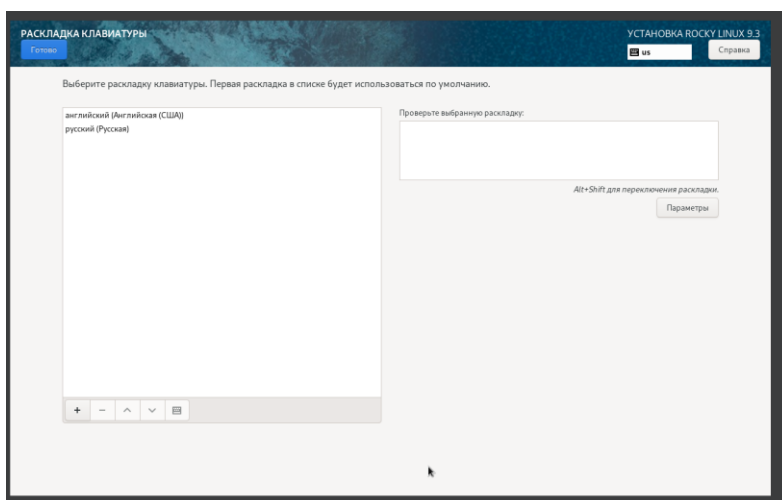 РАСКЛАДКА КЛАВИАТУРЫ
УСТАНОВКА ROCKY LINUX 9.3
Готово
us
Справка
Выберите раскладку клавиатуры. Первая раскладка в списке будет использоваться по умолчанию.
английский (Английская (США))
русский (Русская)
Проверьте выбранную раскладку:
Alt+Shift для переключения раскладки.
Параметры